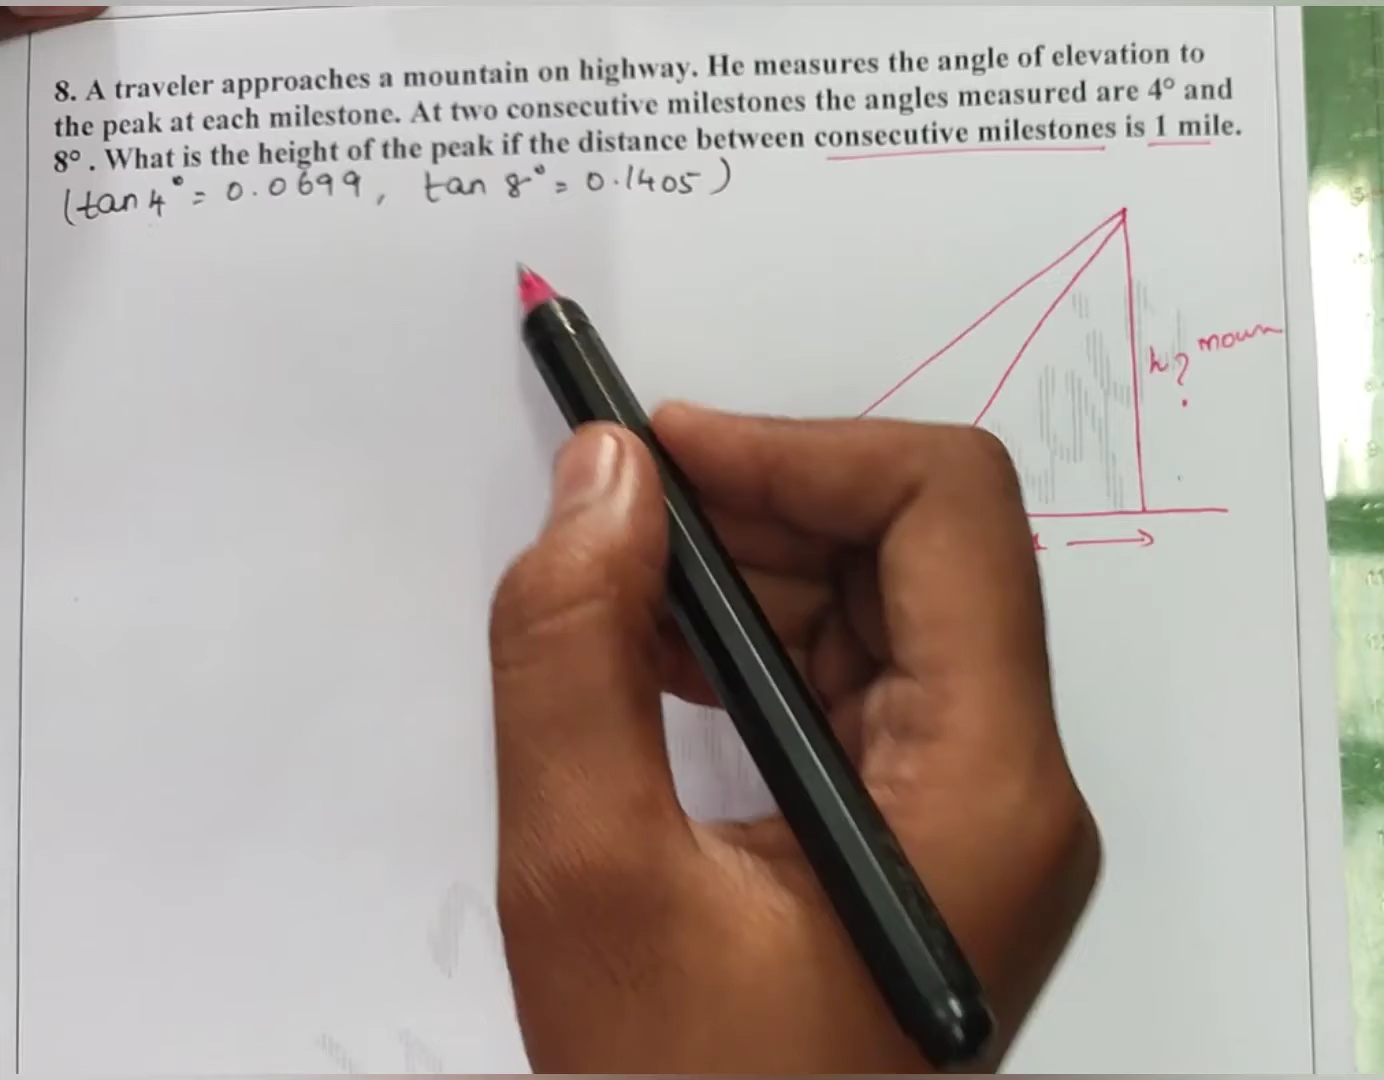 8. A traveler approaches a mountain on highway. He measures the angle of elevation to
the peak at each milestone. At two consecutive milestones the angles measured are 4° and
8° . What is the height of the peak if the distance between consecutive milestones is 1 mile.
(tan 4° = 0.0699, tan 8° = 0.1405)
h?
moun